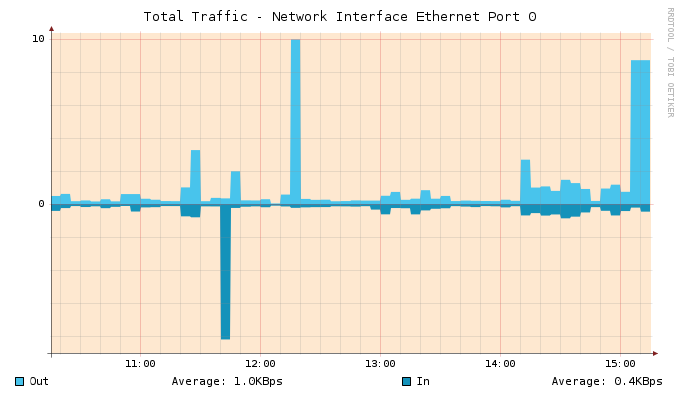 Total Traffic - Network Interface Ethernet Port 0
RRDTOOL / TOBI OETIKER
10
0
11:00 12:00 13:00 14:00 15:00
Out Average: 1.0KBps In Average: 0.4KBps